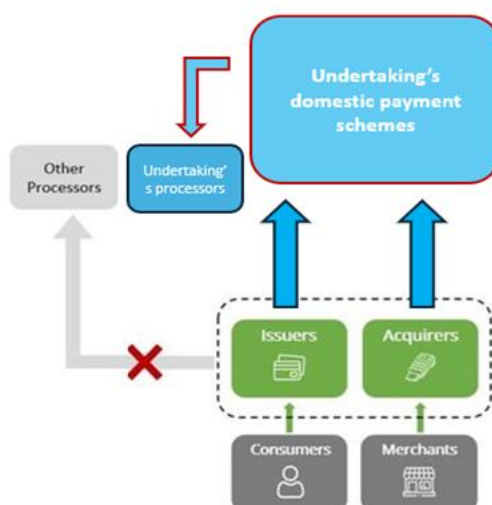 Undertaking's
domestic payment
schemes
Other
Processors
Undertaking'
s processors
Issuers
Acquirers
Consumers
Merchants